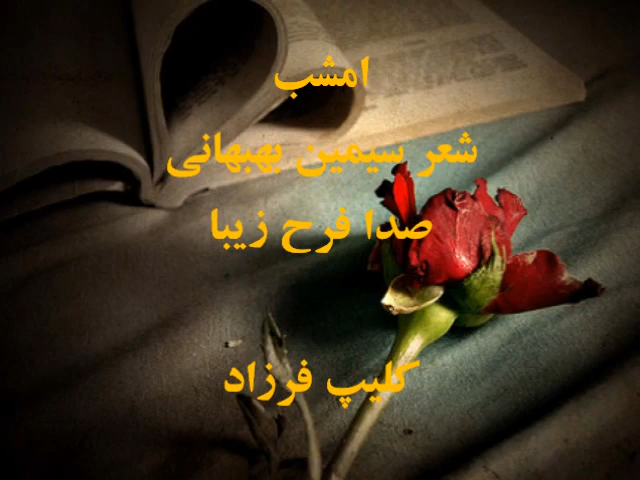 امشب
شعر سیمین بهبهانی
صدا فرح زیبا
کلیپ فرزاد